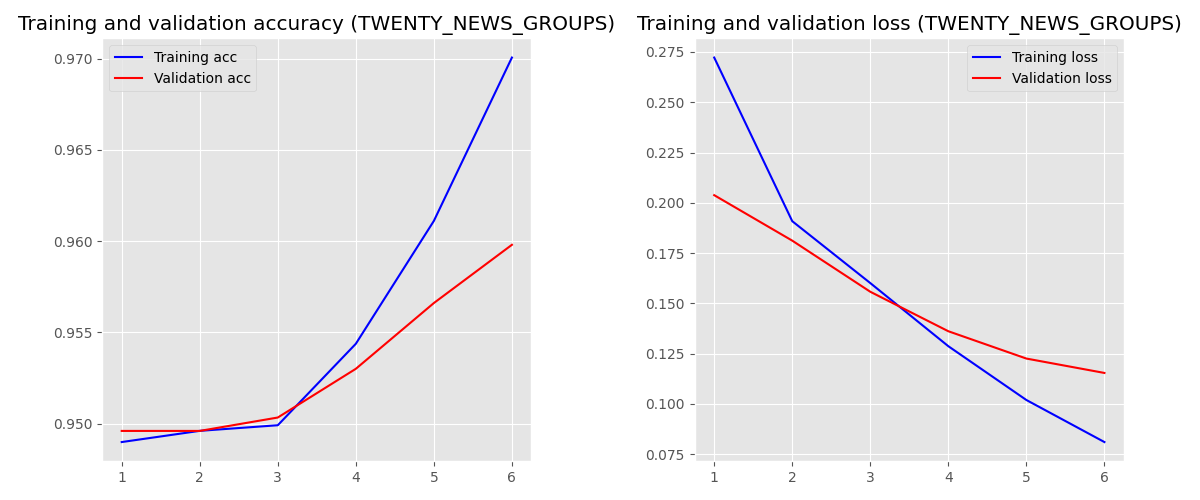 Training and validation accuracy (TWENTY_NEWS_GROUPS)
Training acc
Validation acc
0.970
0.965
0.960
0.955
0.950
1 2 3 4 5 6
Training and validation loss (TWENTY_NEWS_GROUPS)
Training loss
Validation loss
0.275
0.250
0.225
0.200
0.175
0.150
0.125
0.100
0.075
1 2 3 4 5 6